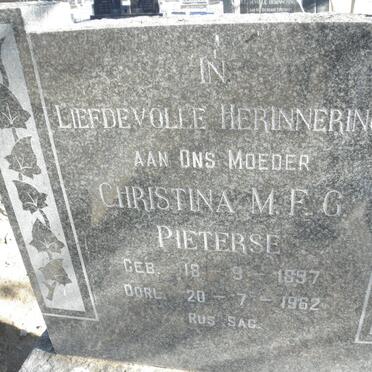 IN
LIEFDEVOLLE HERINNERING
AAN ONS MOEDER
CHRISTINA M. F. G.
PIETERSE
GEB. 18 - 9 - 1897
OORL. 20 - 7 - 1962
RUS SAG.